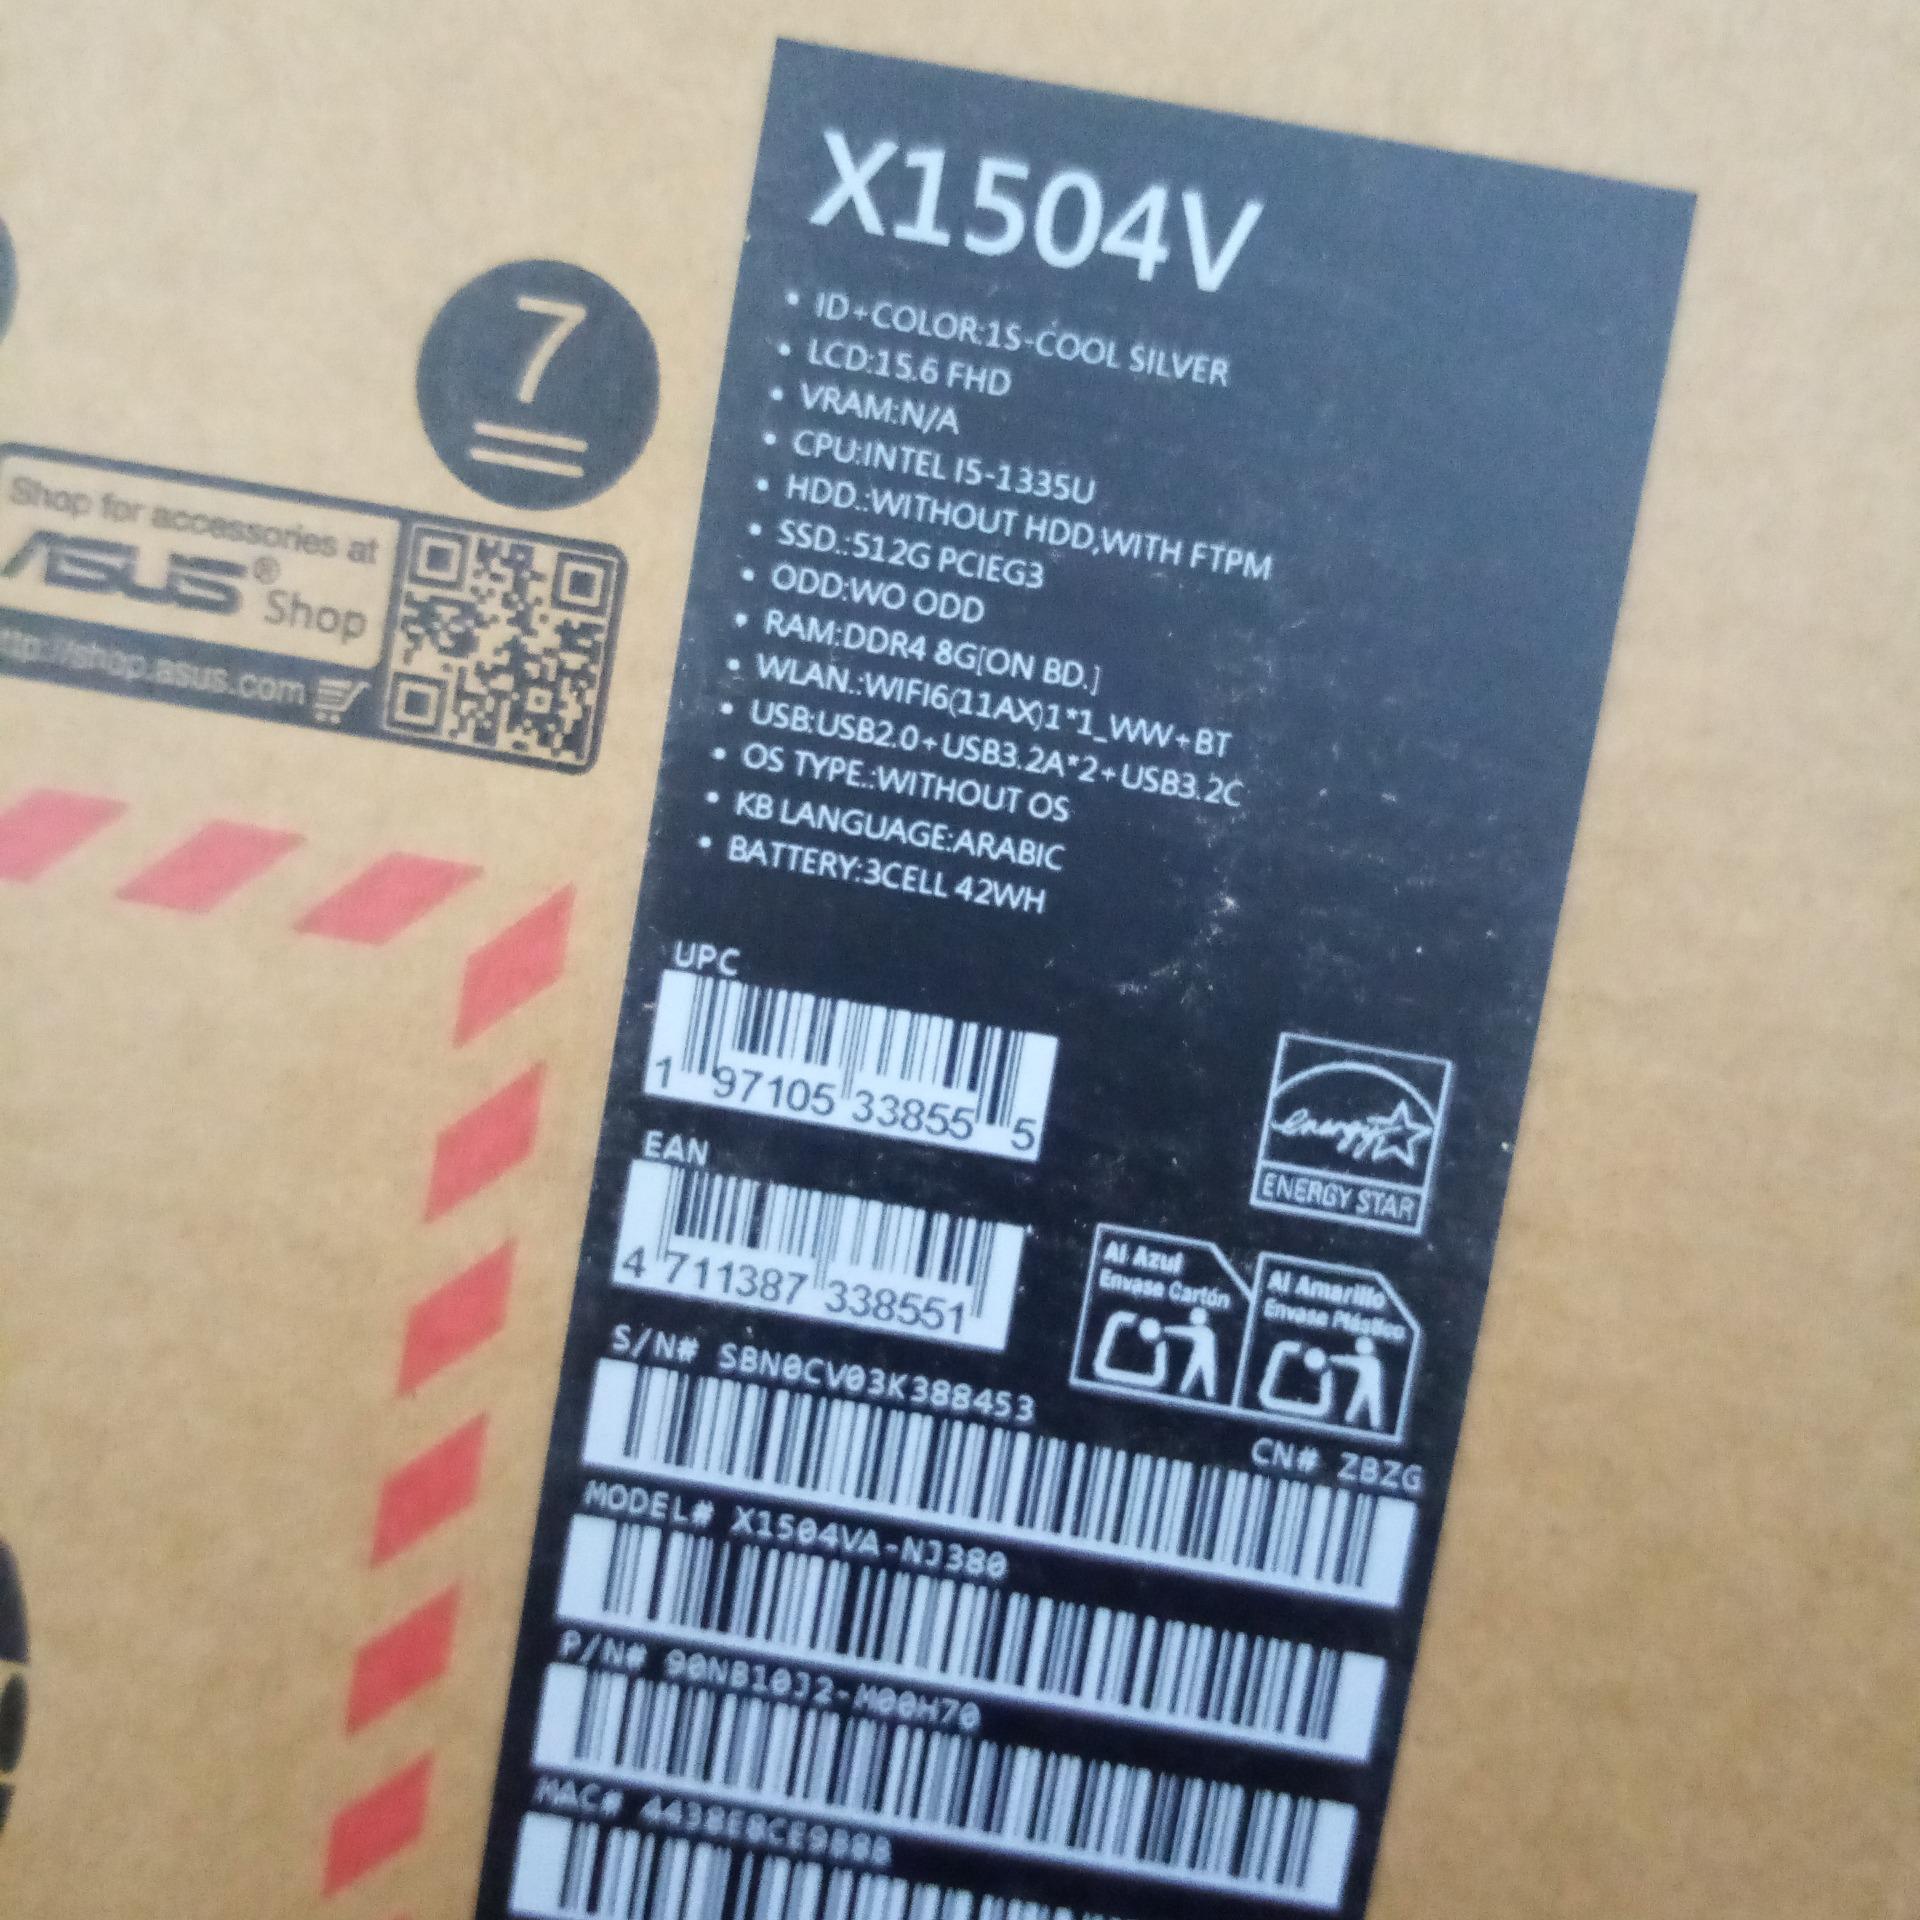 X1504V
• ID+COLOR:1S-COOL SILVER
• LCD:15.6 FHD
• VRAM:N/A
• CPU:INTEL I5-1335U
• HDD.:WITHOUT HDD,WITH FTPM
• SSD.:512G PCIEG3
• ODD:WO ODD
• RAM:DDR4 8G[ON BD.]
• WLAN.:WIFI6(11AX)1*1_WW+BT
• USB:USB2.0+USB3.2A*2+USB3.2C
• OS TYPE.:WITHOUT OS
• KB LANGUAGE:ARABIC
• BATTERY:3CELL 42WH
7
Shop for accessories at
ASUS® Shop
http://shop.asus.com
UPC
1 97105 33855 5
EAN
4 711387 338551
ENERGY STAR
Al Azul
Envase Cartón
Al Amarillo
Envase Plástico
S/N# SBN0CV03K388453
CN# ZBZG
MODEL# X1504VA-NJ380
P/N# 90NB10J2-M00H70
MAC#